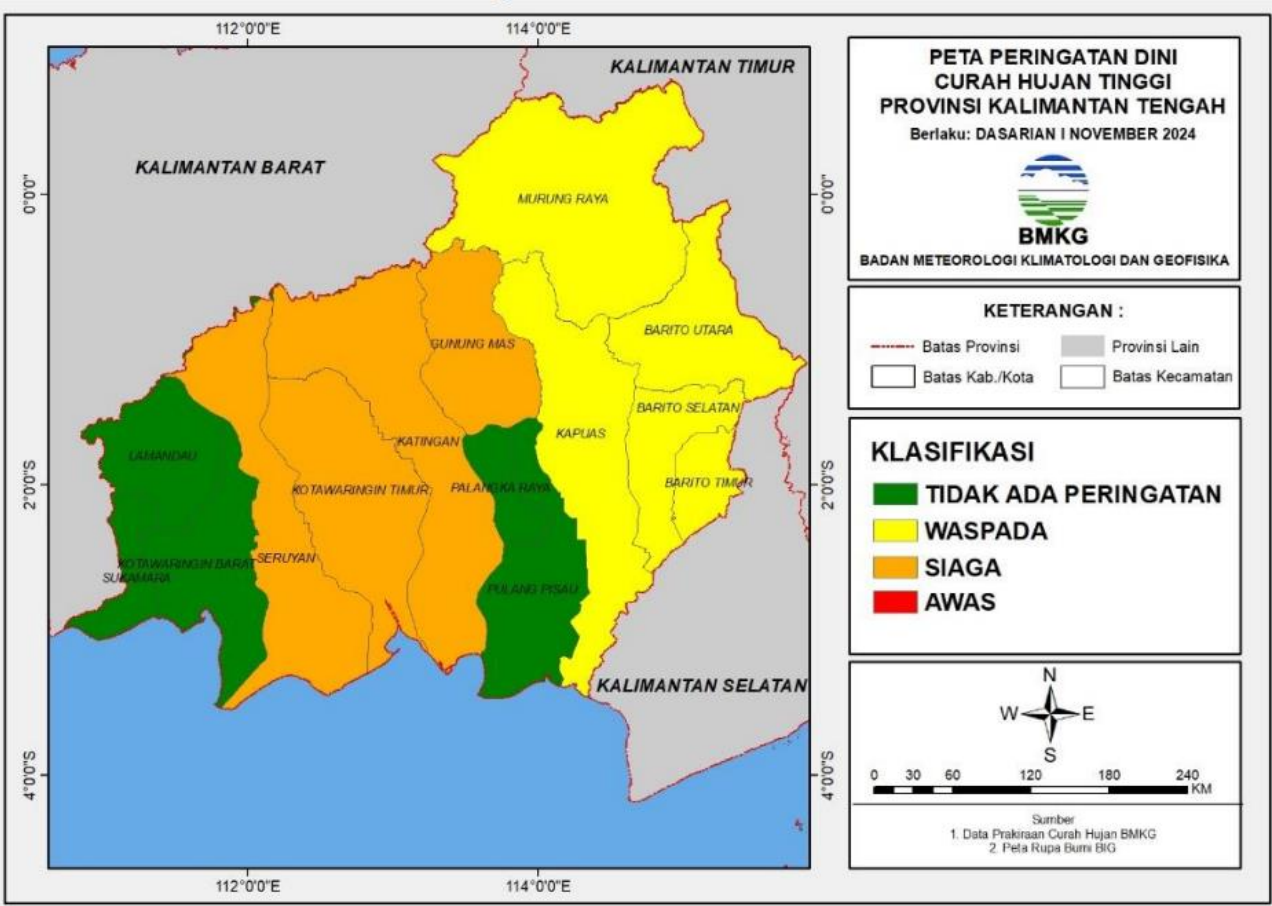 112°0'0"E
114°0'0"E
KALIMANTAN TIMUR
KALIMANTAN BARAT
0°0'0"
0°0'0"
MURUNG RAYA
BARITO UTARA
GUNUNG MAS
BARITO SELATAN
KAPUAS
KATINGAN
LAMANDAU
2°0'0"S
2°0'0"S
KOTAWARINGIN TIMUR
PALANGKA RAYA
BARITO TIMUR
KOTAWARINGIN BARAT
SERUYAN
SUKAMARA
PULANG PISAU
KALIMANTAN SELATAN
4°0'0"S
4°0'0"S
112°0'0"E
114°0'0"E
PETA PERINGATAN DINI
CURAH HUJAN TINGGI
PROVINSI KALIMANTAN TENGAH
Berlaku: DASARIAN I NOVEMBER 2024
BMKG
BADAN METEOROLOGI KLIMATOLOGI DAN GEOFISIKA
KETERANGAN :
Batas Provinsi
Provinsi Lain
Batas Kab./Kota
Batas Kecamatan
KLASIFIKASI
TIDAK ADA PERINGATAN
WASPADA
SIAGA
AWAS
N
W E
S
0 30 60 120 180 240
KM
Sumber
1. Data Prakiraan Curah Hujan BMKG
2. Peta Rupa Bumi BIG